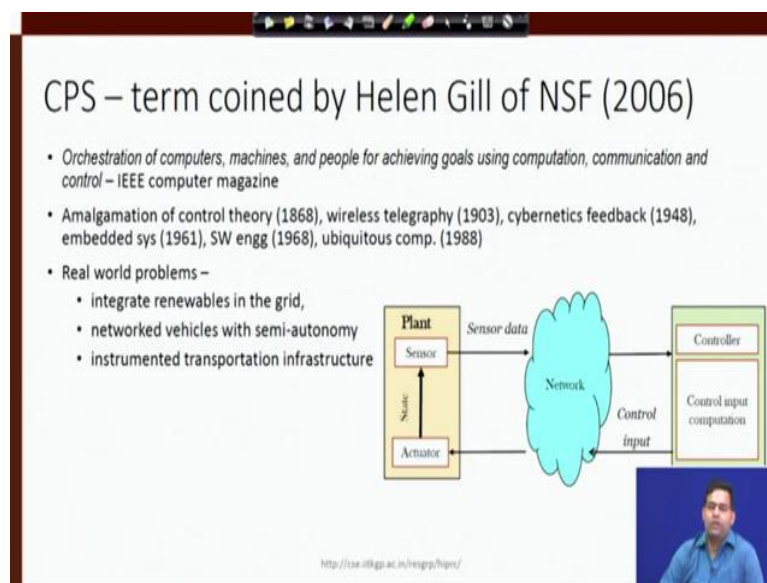 CPS – term coined by Helen Gill of NSF (2006)
• Orchestration of computers, machines, and people for achieving goals using computation, communication and
control – IEEE computer magazine
• Amalgamation of control theory (1868), wireless telegraphy (1903), cybernetics feedback (1948),
embedded sys (1961), SW engg (1968), ubiquitous comp. (1988)
• Real world problems –
• integrate renewables in the grid,
• networked vehicles with semi-autonomy
• instrumented transportation infrastructure
Plant
Sensor
State
Actuator
Sensor data
Network
Control
input
Controller
Control input
computation
http://cse.iitkgp.ac.in/resgrp/hiprc/